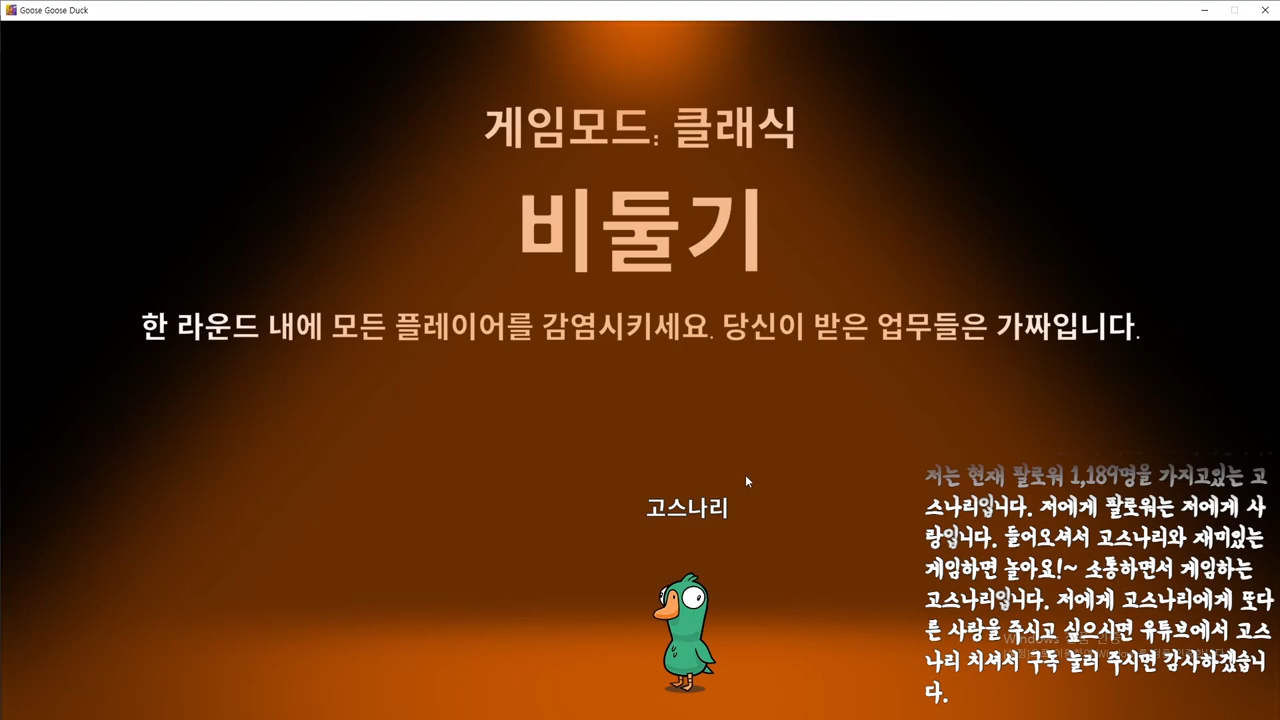 Goose Goose Duck
게임모드: 클래식
비둘기
한 라운드 내에 모든 플레이어를 감염시키세요. 당신이 받은 업무들은 가짜입니다.
고스나리
저는 현재 팔로워 1,189명을 가지고있는 고
스나리입니다. 저에게 팔로워는 저에게 사
랑입니다. 들어오셔서 고스나리와 재미있는
게임하면 놀아요!~ 소통하면서 게임하는
고스나리입니다. 저에게 고스나리에게 또다
른 사랑을 주시고 싶으시면 유튜브에서 고스
나리 치셔서 구독 눌러 주시면 감사하겠습니
다.
Windows